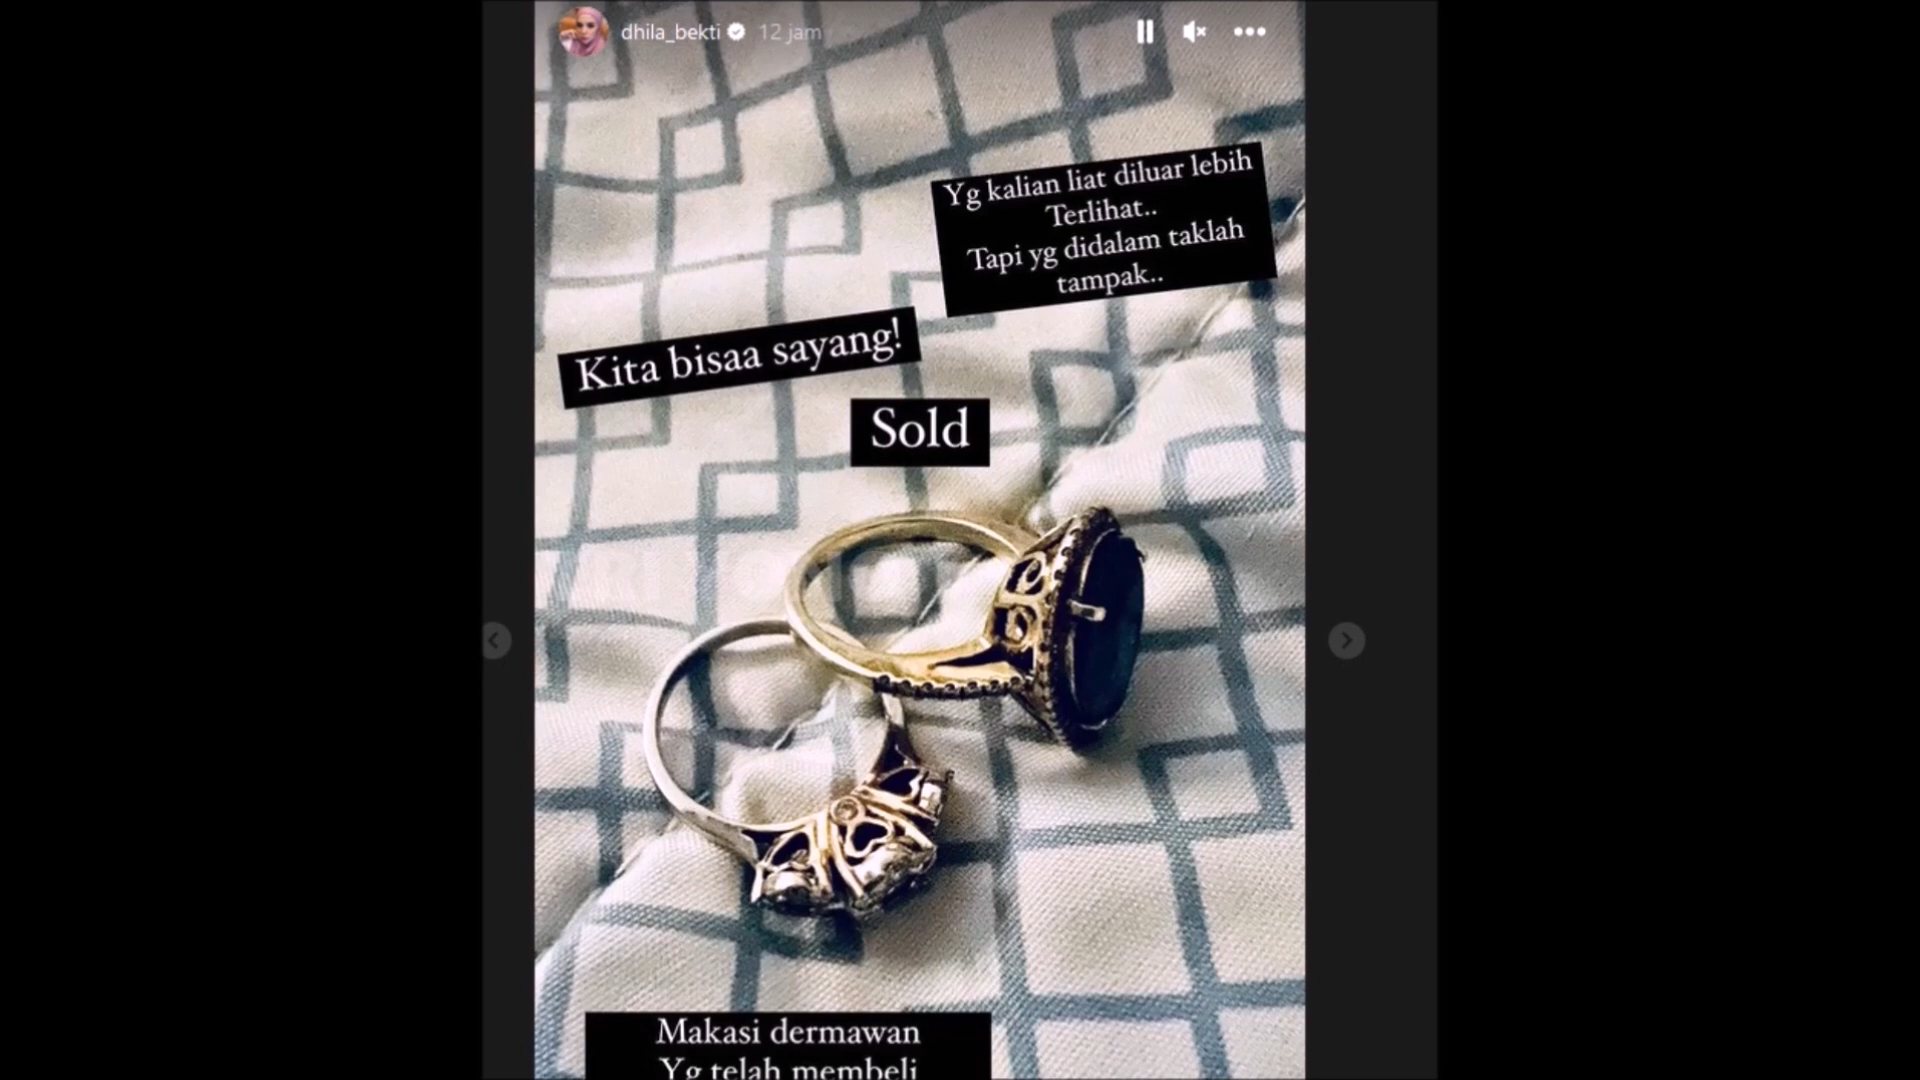 dhila_bekti 12 jam
Yg kalian liat diluar lebih
Terlihat..
Tapi yg didalam taklah
tampak..
Kita bisaa sayang!
Sold
Makasi dermawan
Yg telah membeli